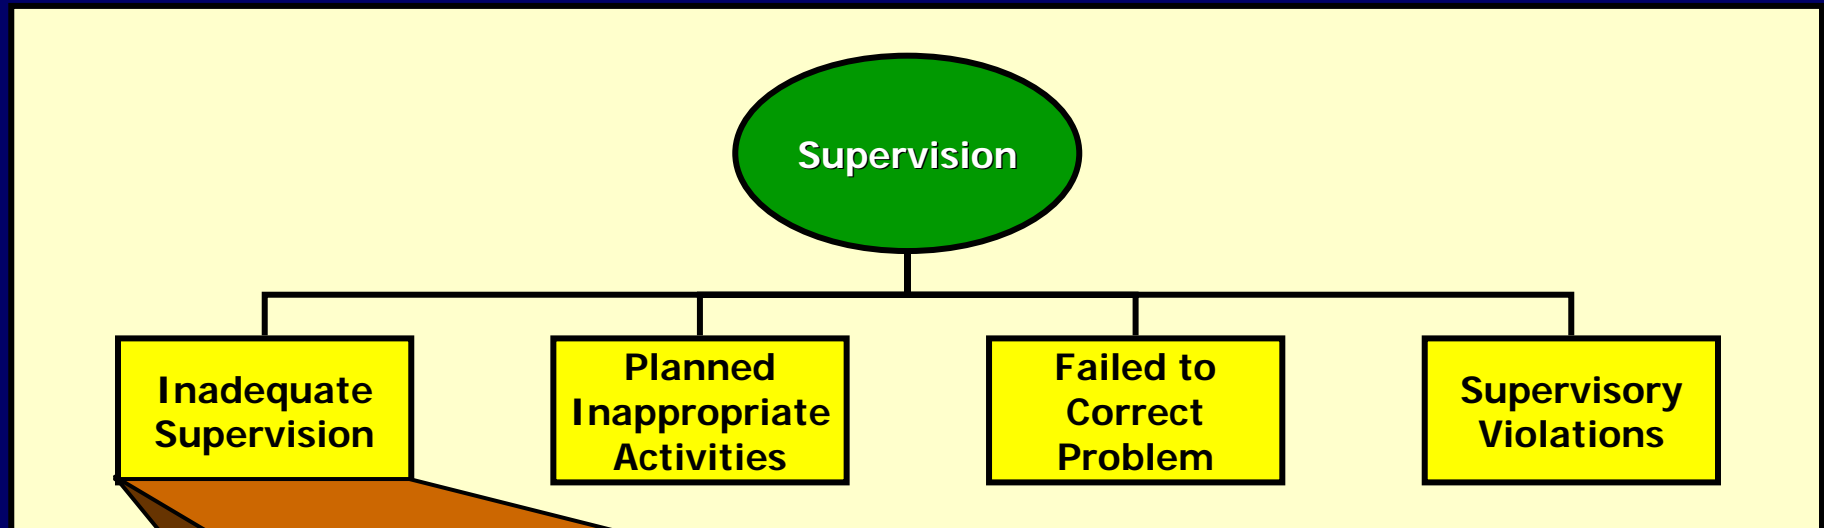 Supervision
Inadequate
Supervision
Planned
Inappropriate
Activities
Failed to
Correct
Problem
Supervisory
Violations